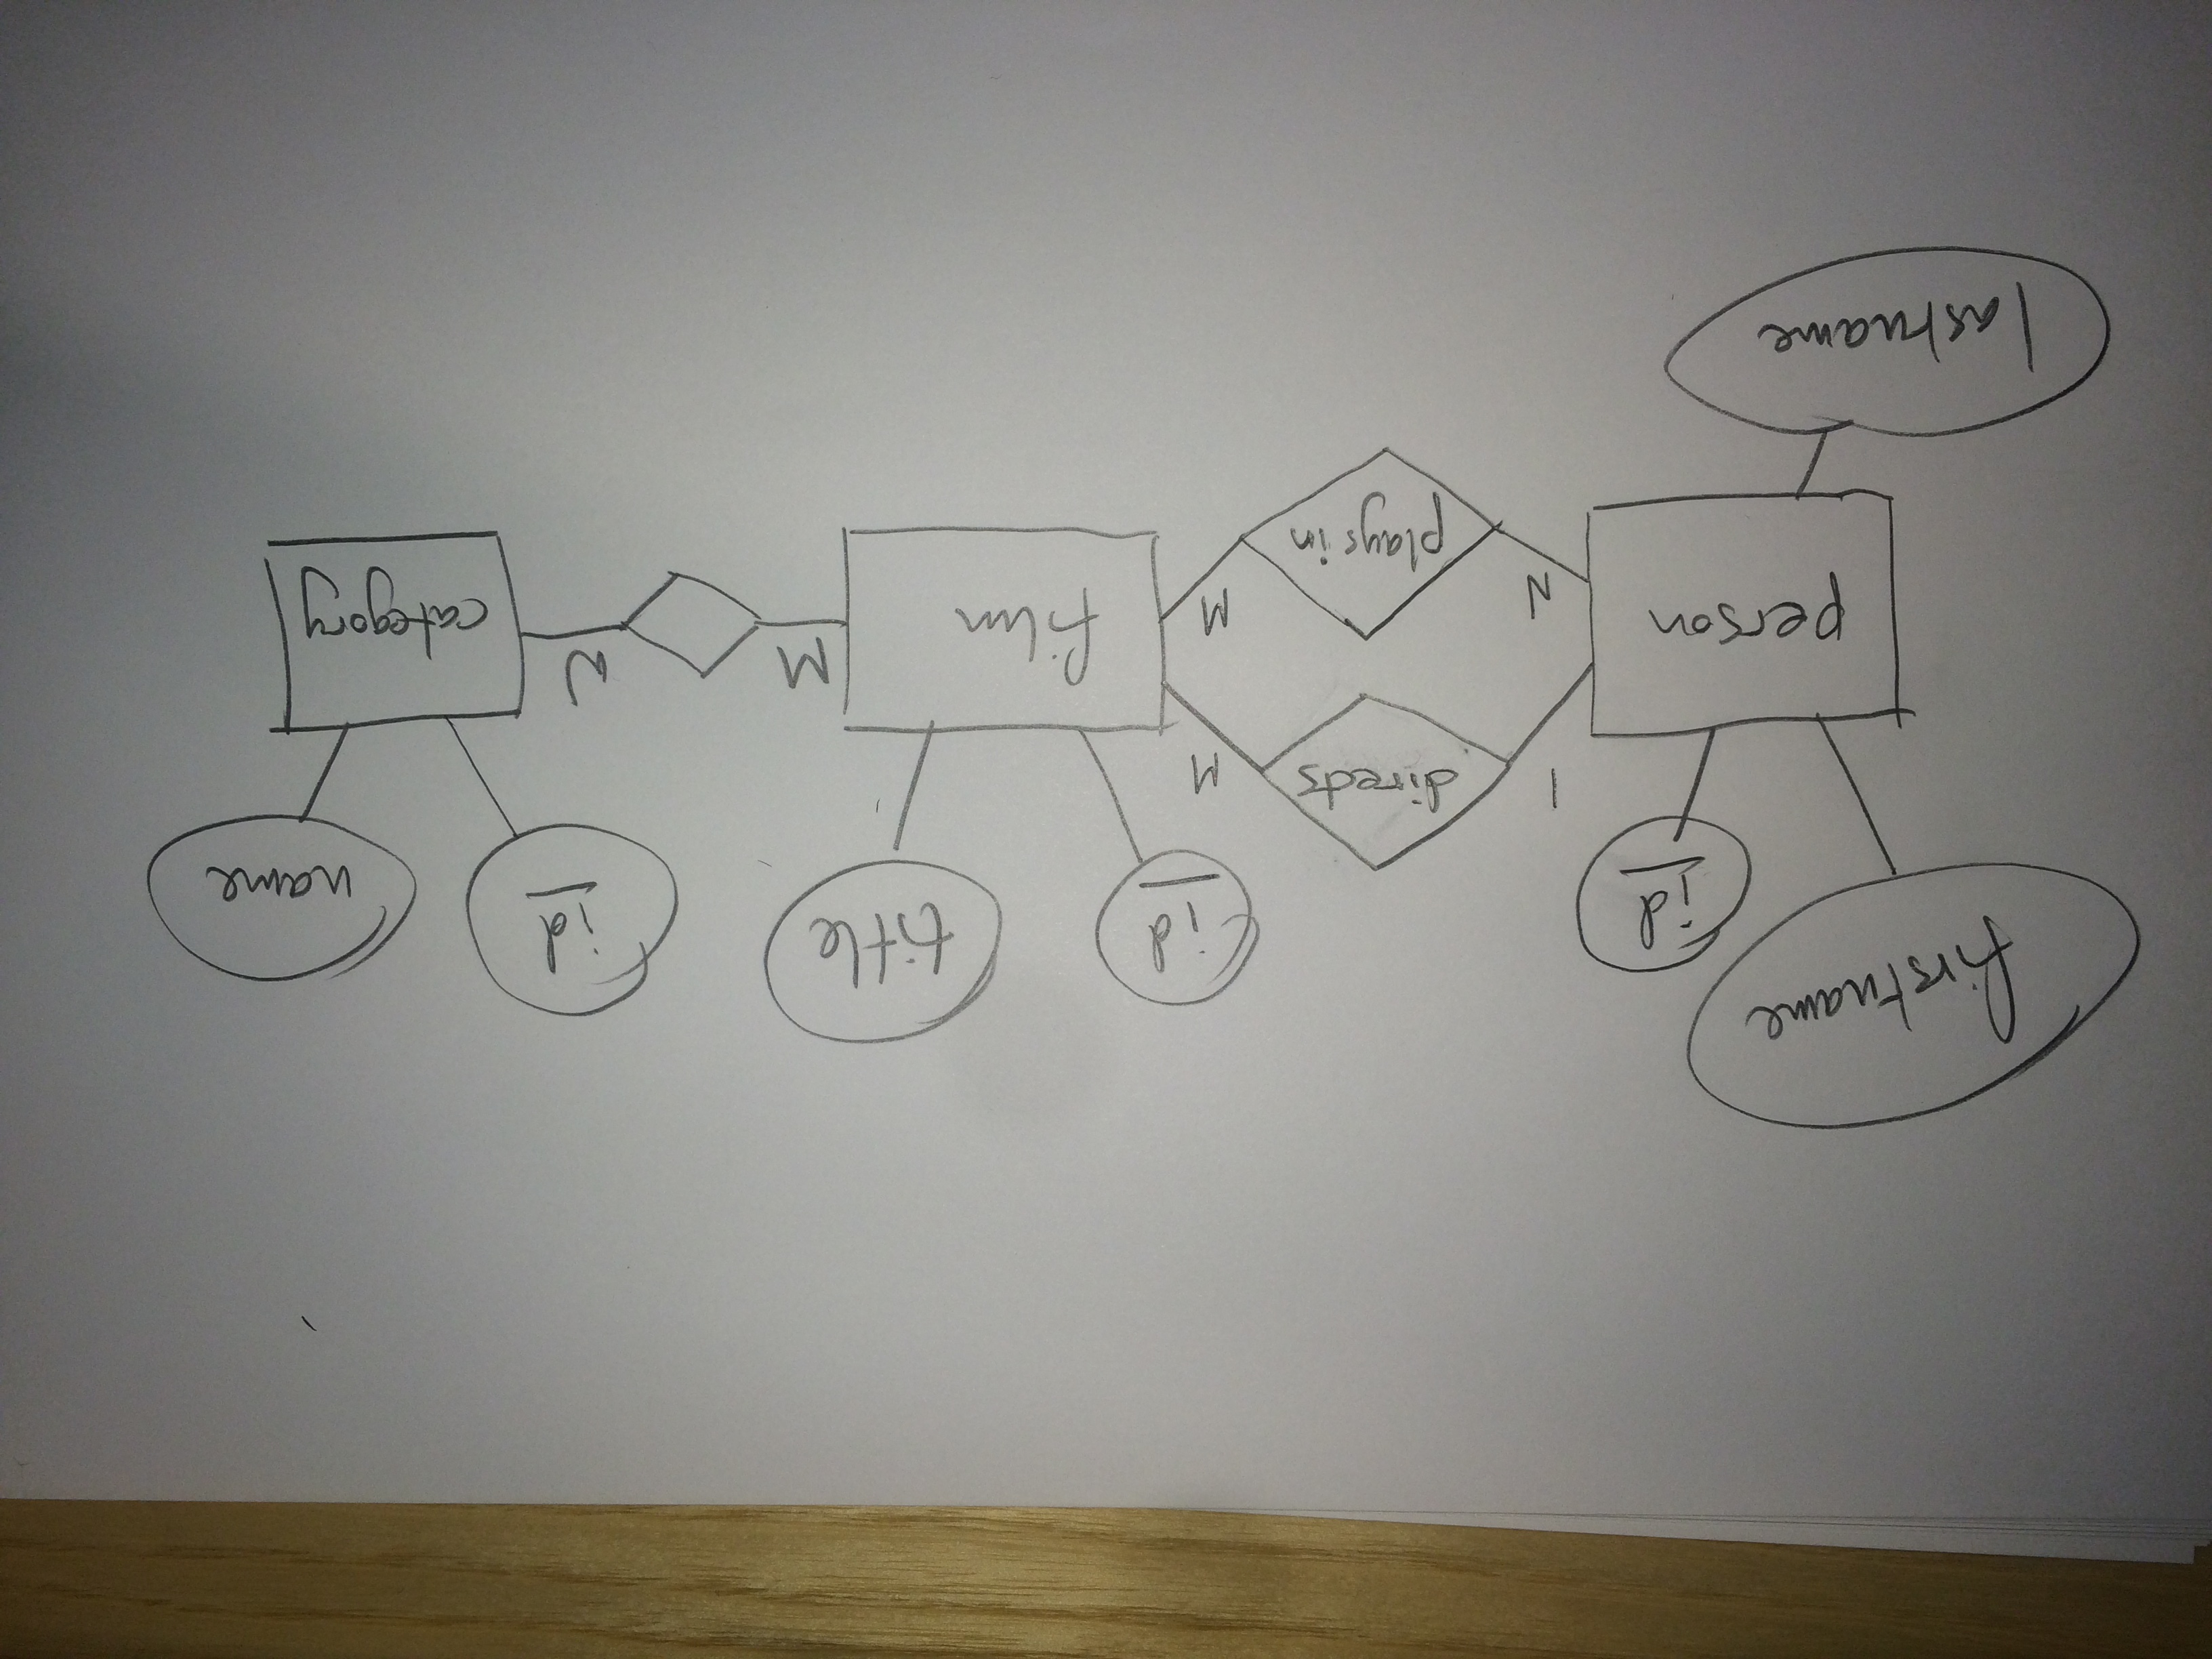 firstname
id
id
title
id
name
1
directs
M
person
N
plays in
M
film
M
N
category
lastname